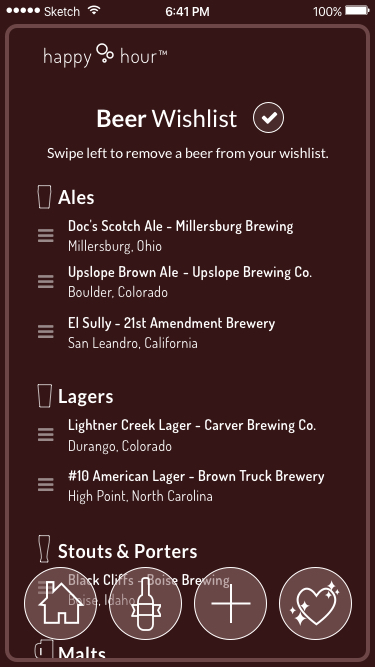 Sketch 6:41 PM 100%
happy hour™
Beer Wishlist
Swipe left to remove a beer from your wishlist.
Ales
Doc's Scotch Ale - Millersburg Brewing
Millersburg, Ohio
Upslope Brown Ale - Upslope Brewing Co.
Boulder, Colorado
El Sully - 21st Amendment Brewery
San Leandro, California
Lagers
Lightner Creek Lager - Carver Brewing Co.
Durango, Colorado
#10 American Lager - Brown Truck Brewery
High Point, North Carolina
Stouts & Porters
Black Cliffs - Boise Brewing
Boise, Idaho
Malts